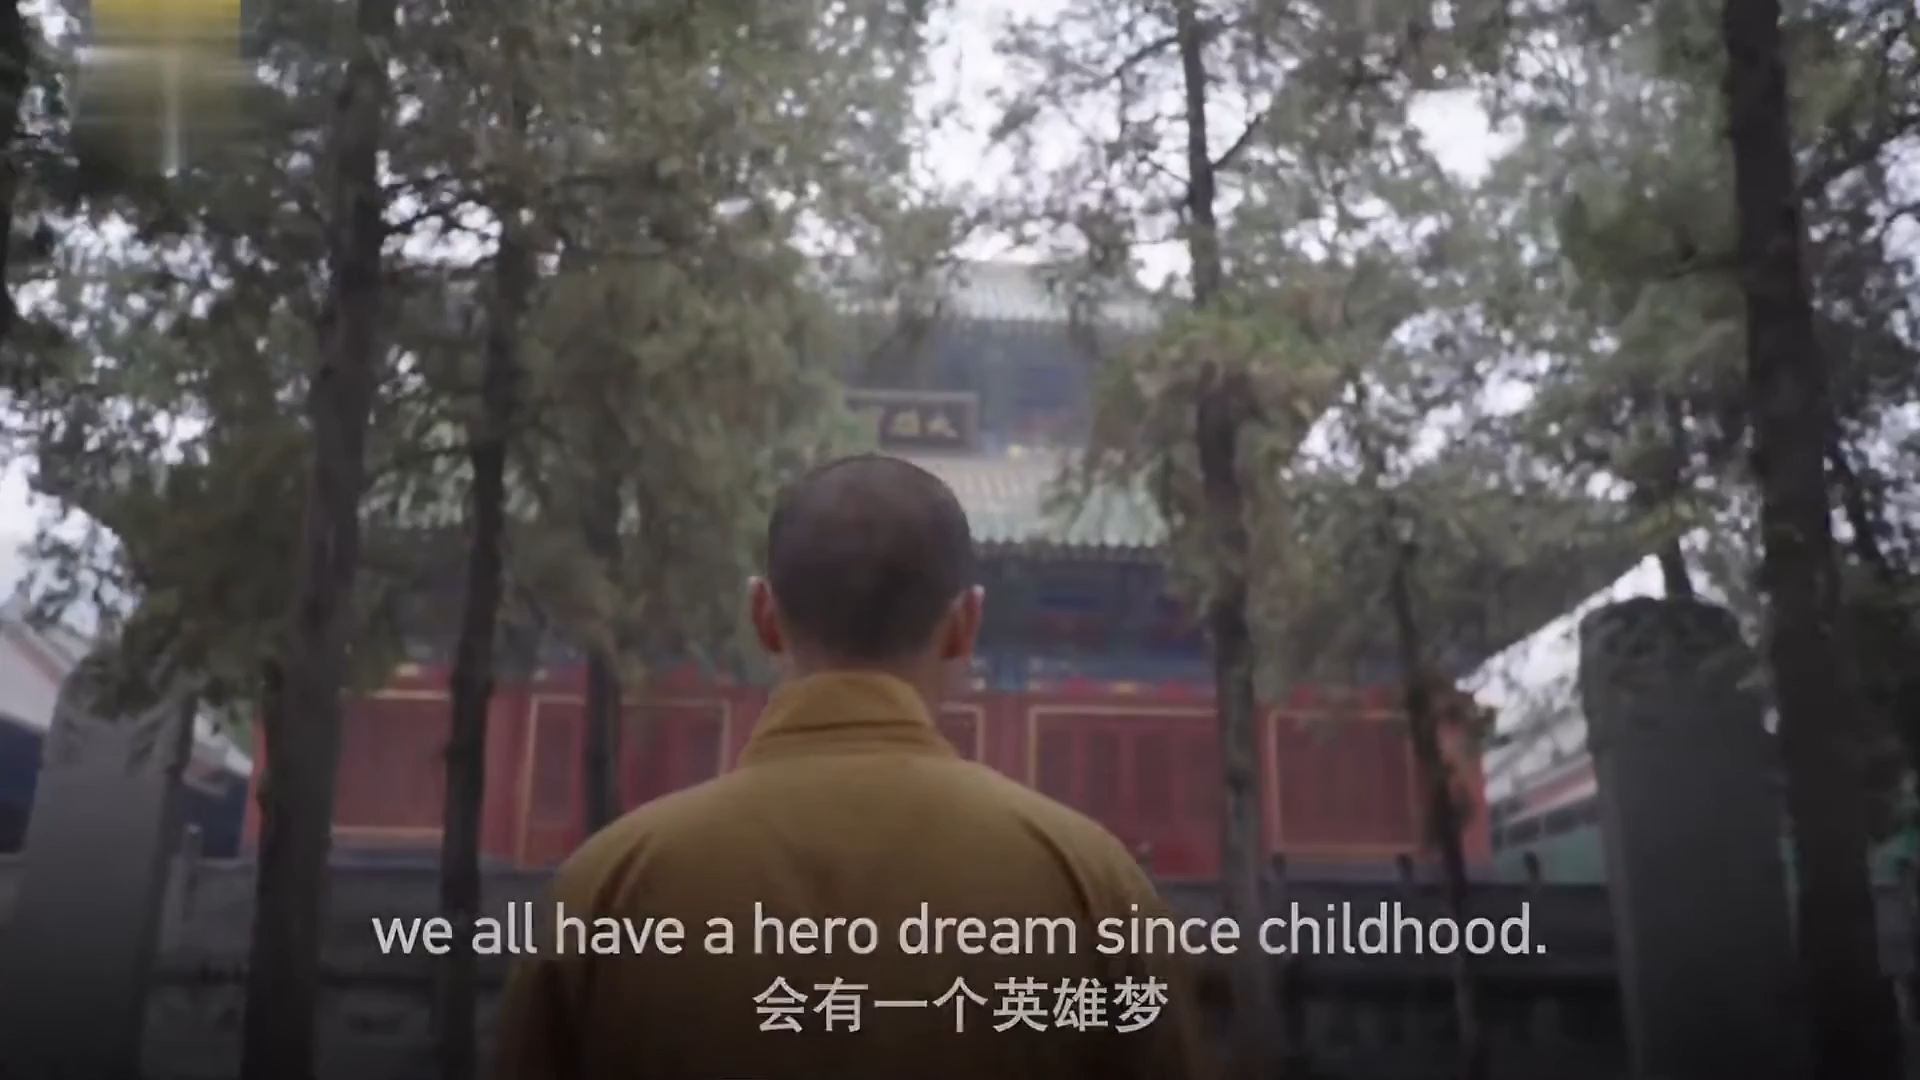 we all have a hero dream since childhood.
会有一个英雄梦